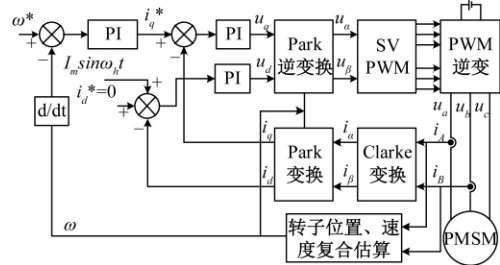 ω*
+
−
PI
i_q*
+
−
PI
u_q
Park
逆变换
u_α
u_β
SV
PWM
PWM
逆变
I_m sinω_h t
i_d*=0
+
+
−
PI
u_d
d/dt
u_a
u_b
u_c
i_q
i_d
Park
变换
i_α
i_β
Clarke
变换
i_A
i_B
ω
转子位置、速
度复合估算
PMSM